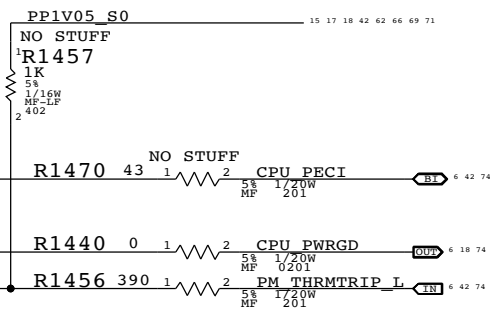 PP1V05_S0 15 17 18 42 62 66 69 71
NO STUFF
1 R1457
1K
5%
1/16W
MF-LF
402
2
NO STUFF
R1470 43 1 2 CPU_PECI BI 6 42 74
5% 1/20W
MF 201
R1440 0 1 2 CPU_PWRGD OUT 6 18 74
5% 1/20W
MF 0201
R1456 390 1 2 PM_THRMTRIP_L IN 6 42 74
5% 1/20W
MF 201